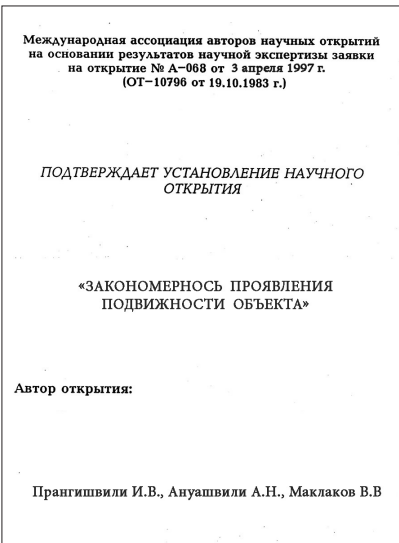 Международная ассоциация авторов научных открытий
на основании результатов научной экспертизы заявки
на открытие № А-068 от 3 апреля 1997 г.
(ОТ-10796 от 19.10.1983 г.)
ПОДТВЕРЖДАЕТ УСТАНОВЛЕНИЕ НАУЧНОГО
ОТКРЫТИЯ
«ЗАКОНОМЕРНОСЬ ПРОЯВЛЕНИЯ
ПОДВИЖНОСТИ ОБЪЕКТА»
Автор открытия:
Прангишвили И.В., Ануашвили А.Н., Маклаков В.В